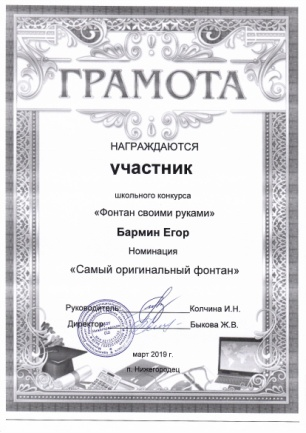 ГРАМОТА
НАГРАЖДАЮТСЯ
участник
школьного конкурса
«Фонтан своими руками»
Бармин Егор
Номинация
«Самый оригинальный фонтан»
Руководитель: Колчина И.Н.
Директор: Быкова Ж.В.
март 2019 г.
п. Нижегородец